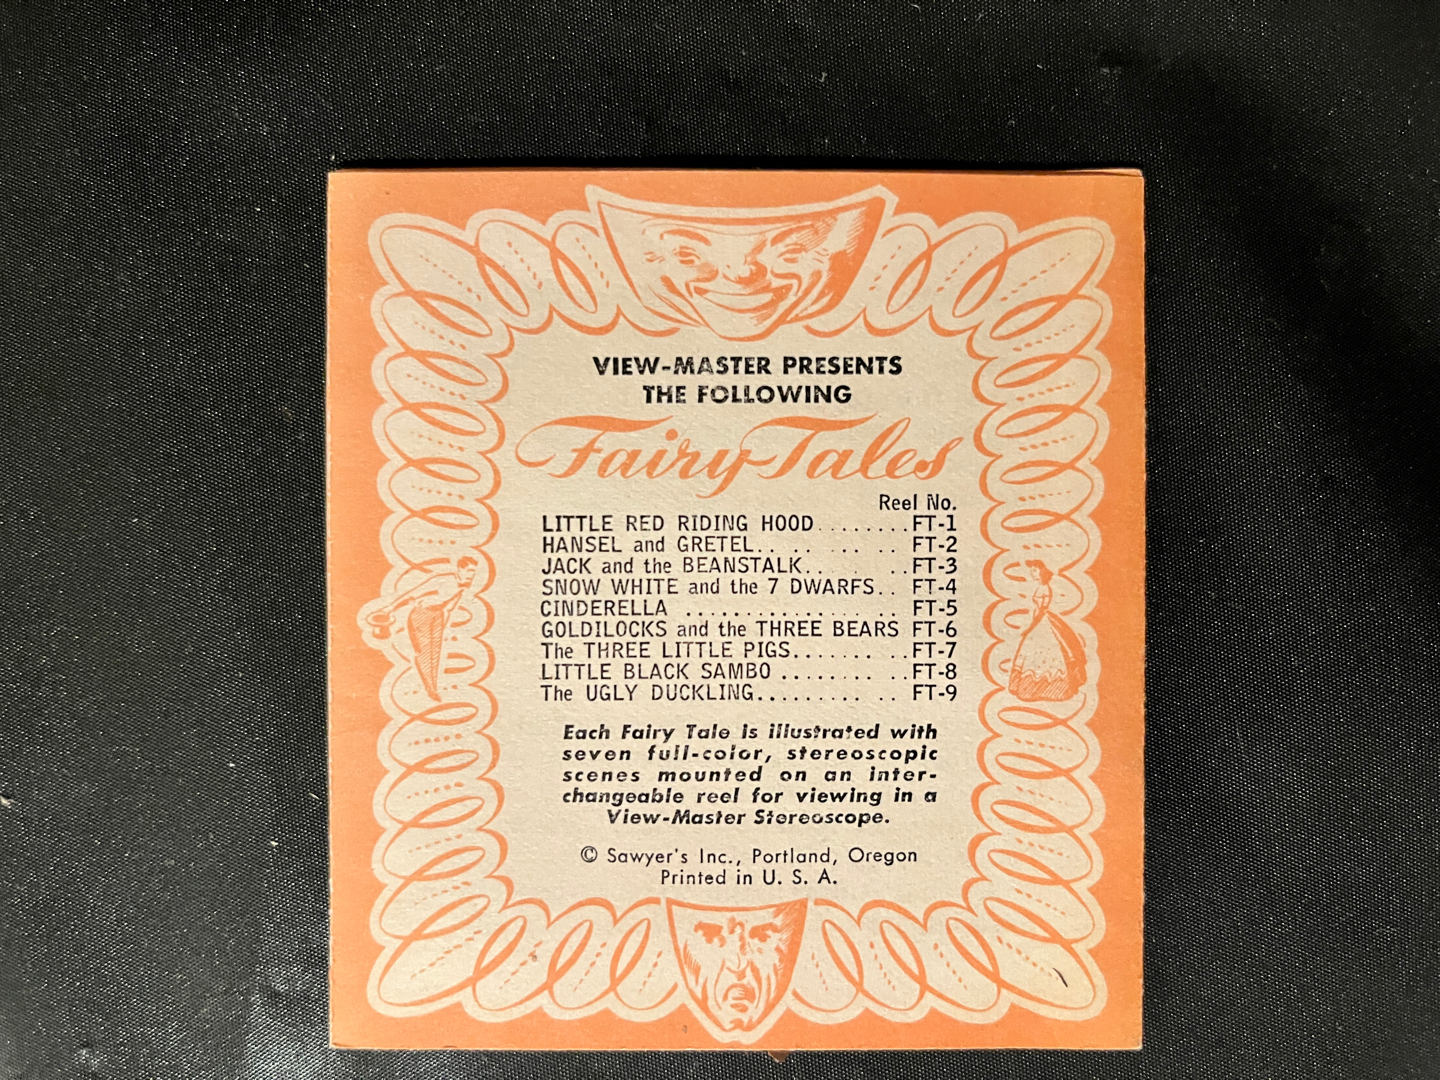 VIEW-MASTER PRESENTS
THE FOLLOWING
Fairy Tales
Reel No.
LITTLE RED RIDING HOOD ........ FT-1
HANSEL and GRETEL.. .. ... .. FT-2
JACK and the BEANSTALK.. . .. FT-3
SNOW WHITE and the 7 DWARFS.. FT-4
CINDERELLA .................. FT-5
GOLDILOCKS and the THREE BEARS FT-6
The THREE LITTLE PIGS....... .. FT-7
LITTLE BLACK SAMBO .......... FT-8
The UGLY DUCKLING......... .. FT-9
Each Fairy Tale is illustrated with
seven full-color, stereoscopic
scenes mounted on an inter-
changeable reel for viewing in a
View-Master Stereoscope.
© Sawyer's Inc., Portland, Oregon
Printed in U. S. A.